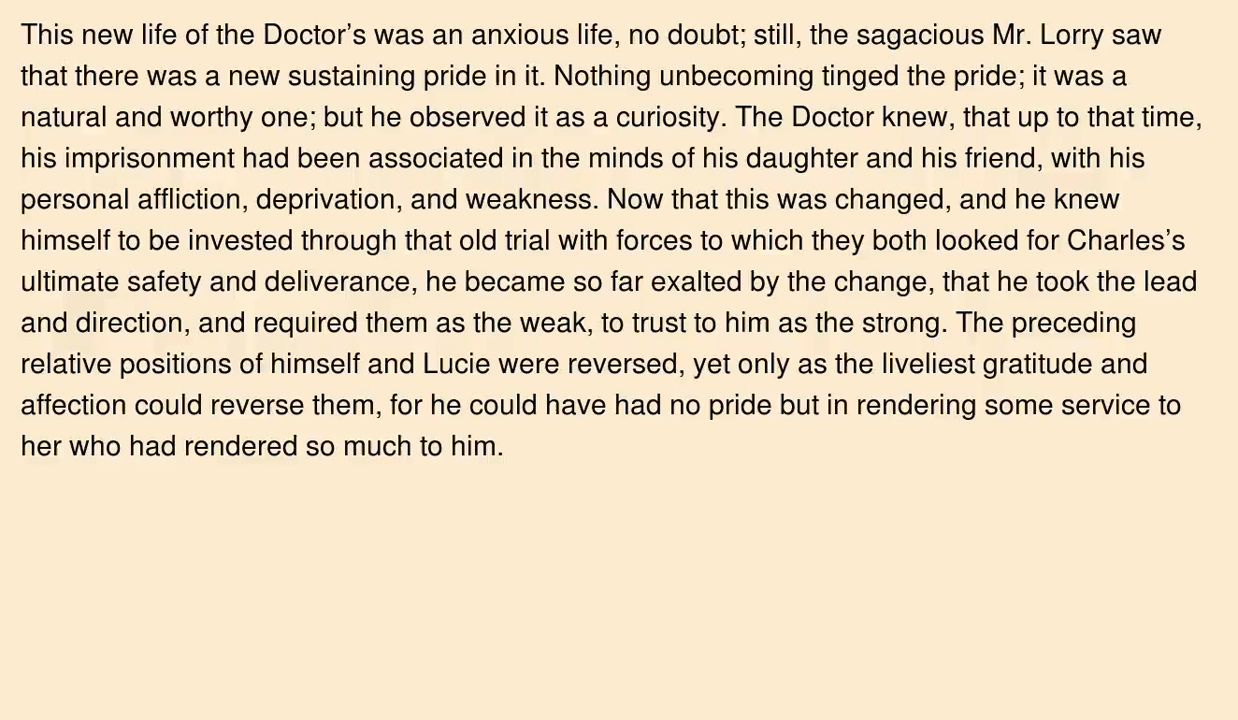 This new life of the Doctor’s was an anxious life, no doubt; still, the sagacious Mr. Lorry saw
that there was a new sustaining pride in it. Nothing unbecoming tinged the pride; it was a
natural and worthy one; but he observed it as a curiosity. The Doctor knew, that up to that time,
his imprisonment had been associated in the minds of his daughter and his friend, with his
personal affliction, deprivation, and weakness. Now that this was changed, and he knew
himself to be invested through that old trial with forces to which they both looked for Charles’s
ultimate safety and deliverance, he became so far exalted by the change, that he took the lead
and direction, and required them as the weak, to trust to him as the strong. The preceding
relative positions of himself and Lucie were reversed, yet only as the liveliest gratitude and
affection could reverse them, for he could have had no pride but in rendering some service to
her who had rendered so much to him.